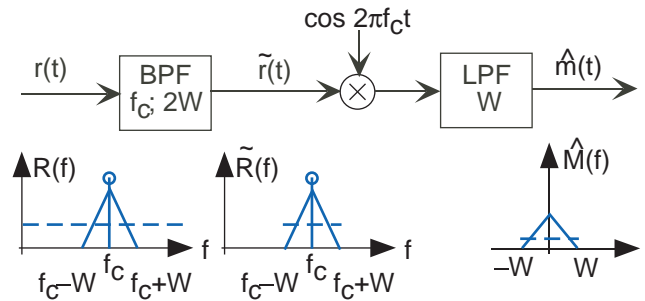 cos 2πf_ct
r(t)
BPF
f_c; 2W
r̃(t)
×
LPF
W
m̂(t)
R(f)
f
f_c
f_c–W
f_c+W
R̃(f)
f
f_c
f_c–W
f_c+W
M̂(f)
–W
W
f